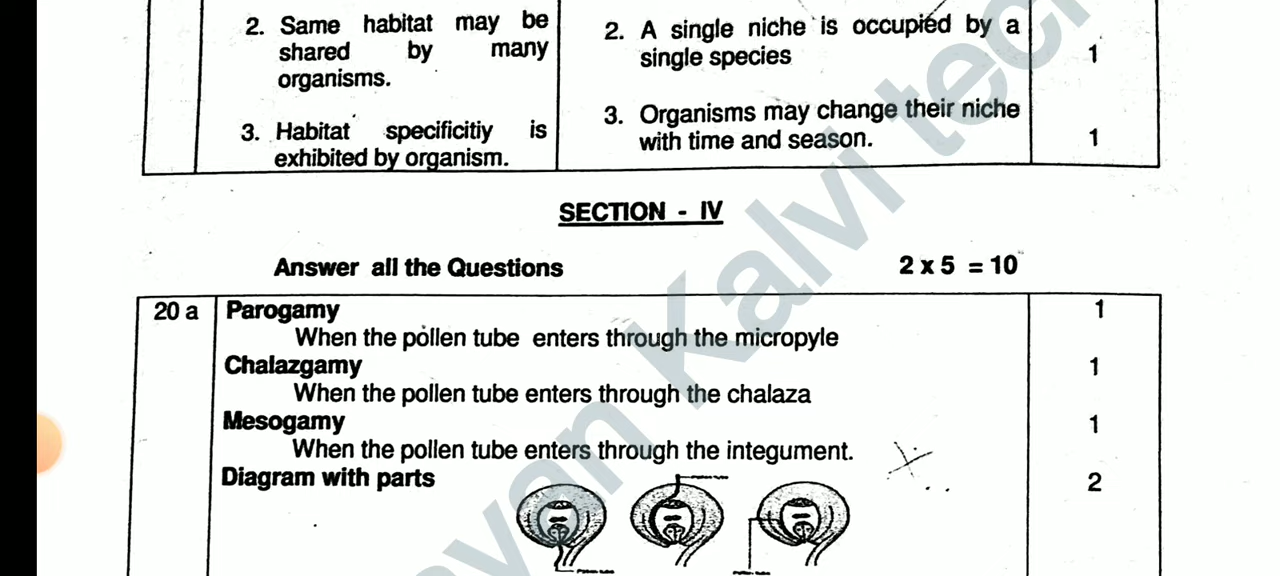 2. Same habitat may be
shared by many
organisms.
3. Habitat specificitiy is
exhibited by organism.
2. A single niche is occupied by a
single species
1
3. Organisms may change their niche
with time and season.
1
SECTION - IV
Answer all the Questions 2 x 5 = 10
20 a Parogamy 1
When the pollen tube enters through the micropyle
Chalazgamy 1
When the pollen tube enters through the chalaza
Mesogamy 1
When the pollen tube enters through the integument.
Diagram with parts 2
Kalvi